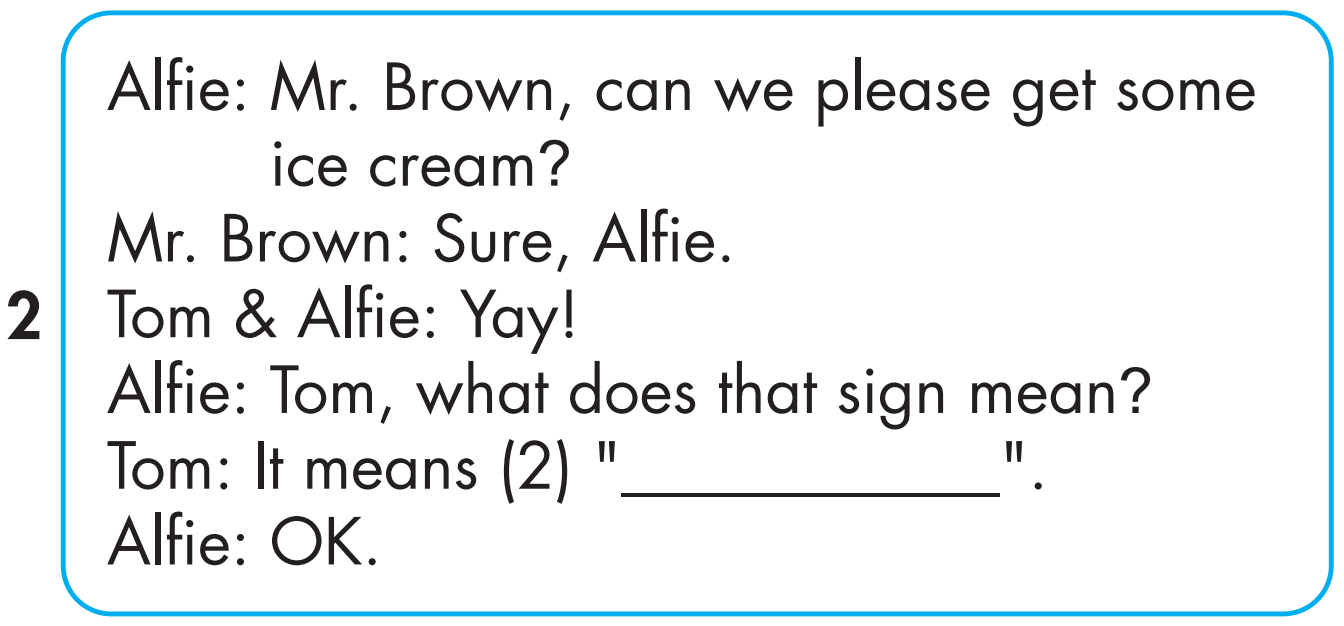 Alfie: Mr. Brown, can we please get some
ice cream?
Mr. Brown: Sure, Alfie.
2 Tom & Alfie: Yay!
Alfie: Tom, what does that sign mean?
Tom: It means (2) "____________".
Alfie: OK.